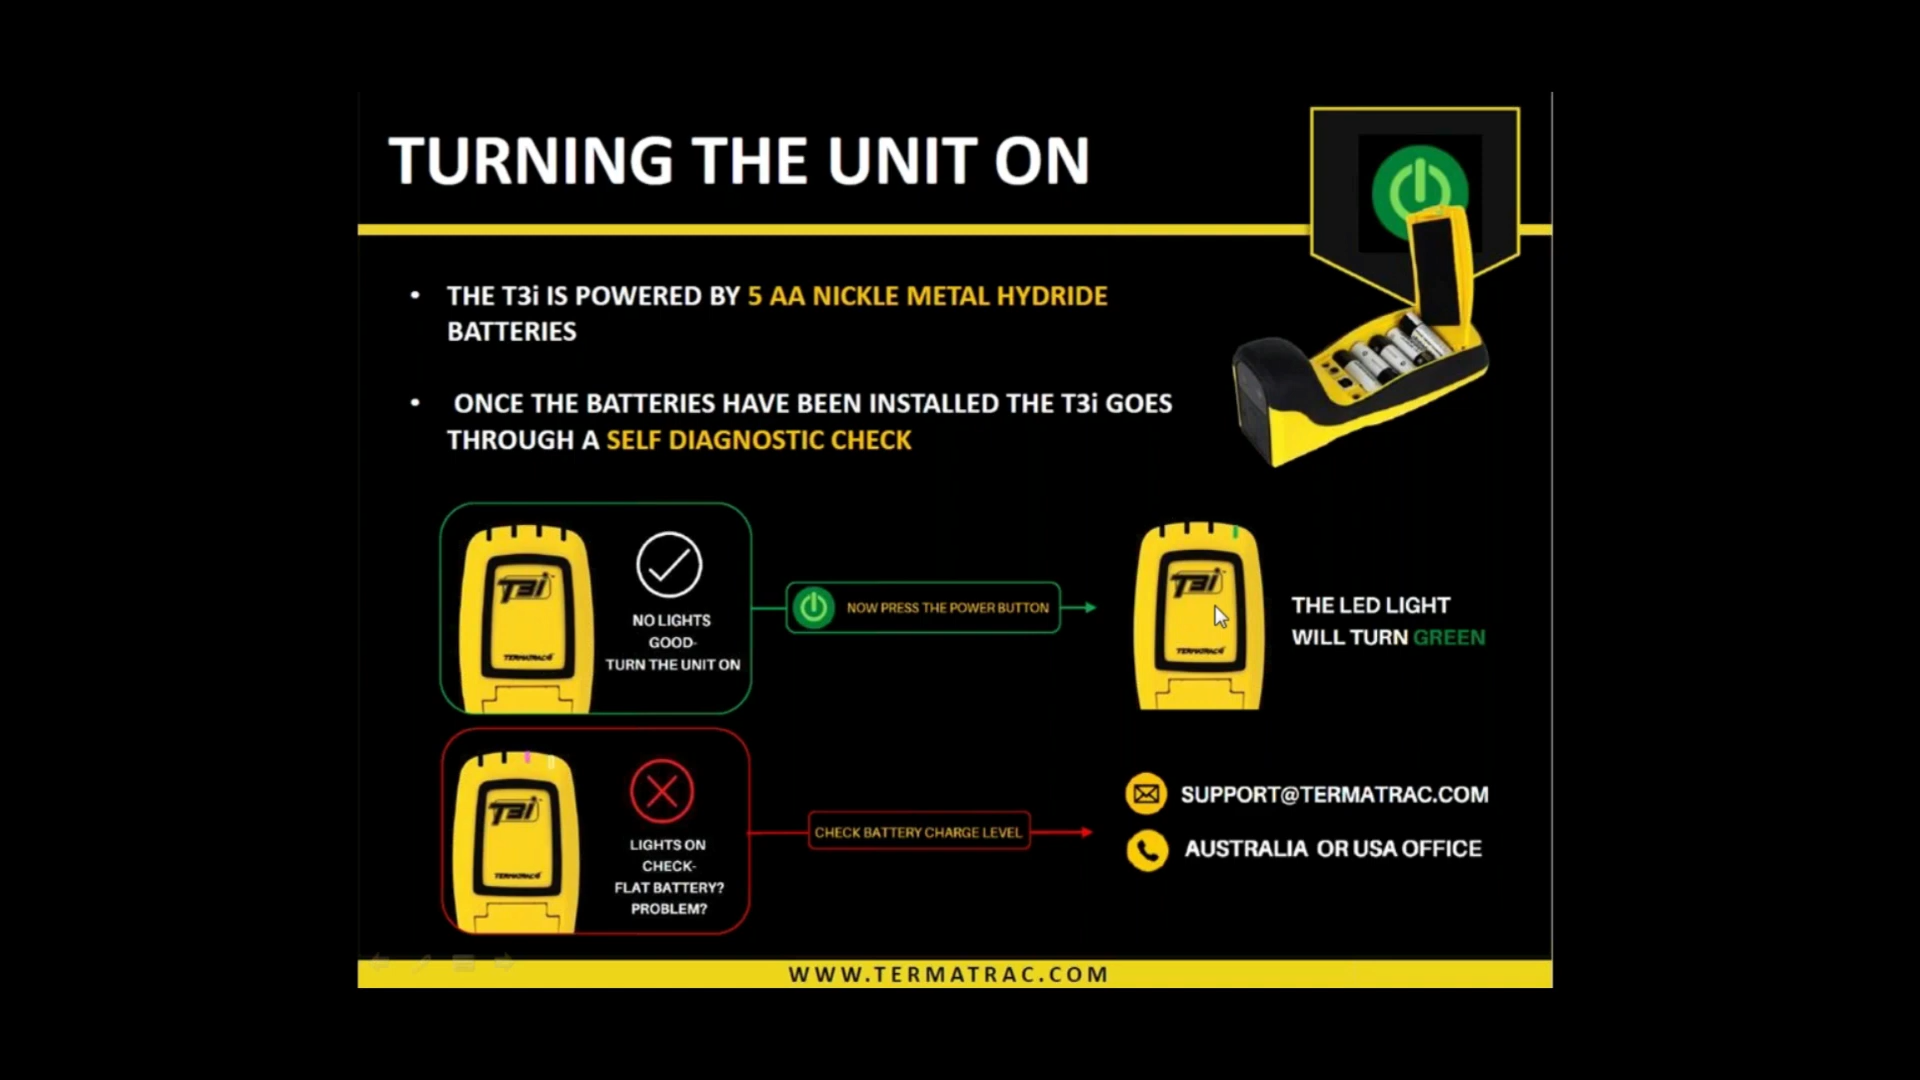 TURNING THE UNIT ON
• THE T3i IS POWERED BY 5 AA NICKLE METAL HYDRIDE
BATTERIES
• ONCE THE BATTERIES HAVE BEEN INSTALLED THE T3i GOES
THROUGH A SELF DIAGNOSTIC CHECK
T3i
TERMATRAC
NO LIGHTS
GOOD-
TURN THE UNIT ON
NOW PRESS THE POWER BUTTON
T3i
TERMATRAC
THE LED LIGHT
WILL TURN GREEN
T3i
TERMATRAC
LIGHTS ON
CHECK-
FLAT BATTERY?
PROBLEM?
CHECK BATTERY CHARGE LEVEL
SUPPORT@TERMATRAC.COM
AUSTRALIA OR USA OFFICE
WWW.TERMATRAC.COM